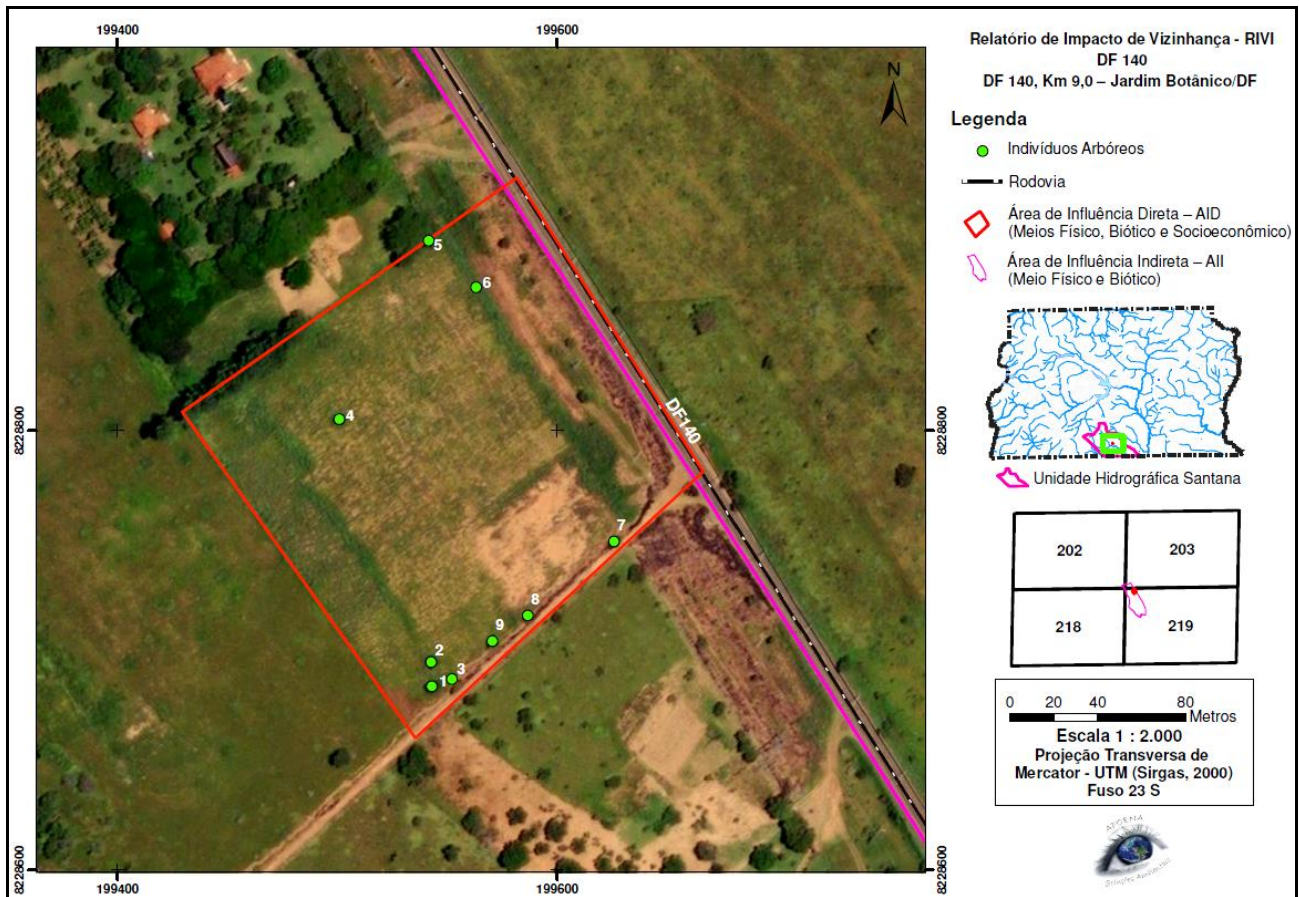 199400
199600
8228800
8228600
199400
199600
8228800
8228600
N
5
6
4
DF140
7
8
9
2
3
1
Relatório de Impacto de Vizinhança - RIVI
DF 140
DF 140, Km 9,0 – Jardim Botânico/DF
Legenda
Indivíduos Arbóreos
Rodovia
Área de Influência Direta – AID
(Meios Físico, Biótico e Socioeconômico)
Área de Influência Indireta – AII
(Meio Físico e Biótico)
Unidade Hidrográfica Santana
202
203
218
219
0 20 40 80
Metros
Escala 1 : 2.000
Projeção Transversa de
Mercator - UTM (Sirgas, 2000)
Fuso 23 S